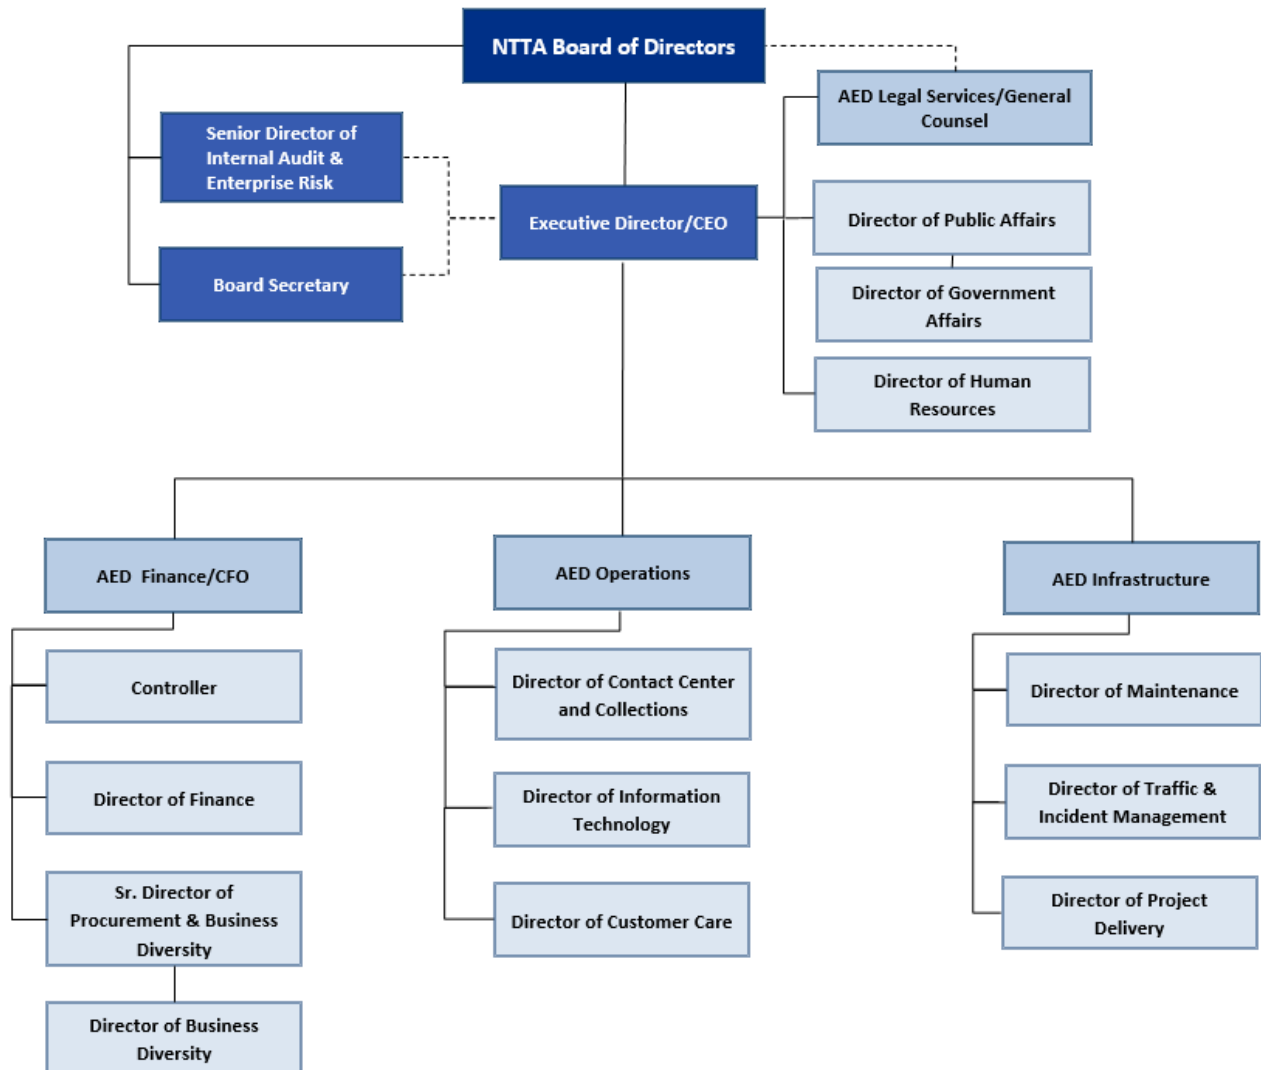 NTTA Board of Directors
AED Legal Services/General
Counsel
Senior Director of
Internal Audit &
Enterprise Risk
Executive Director/CEO
Director of Public Affairs
Board Secretary
Director of Government
Affairs
Director of Human
Resources
AED  Finance/CFO
AED Operations
AED Infrastructure
Controller
Director of Contact Center
and Collections
Director of Maintenance
Director of Finance
Director of Information
Technology
Director of Traffic &
Incident Management
Sr. Director of
Procurement & Business
Diversity
Director of Customer Care
Director of Project
Delivery
Director of Business
Diversity